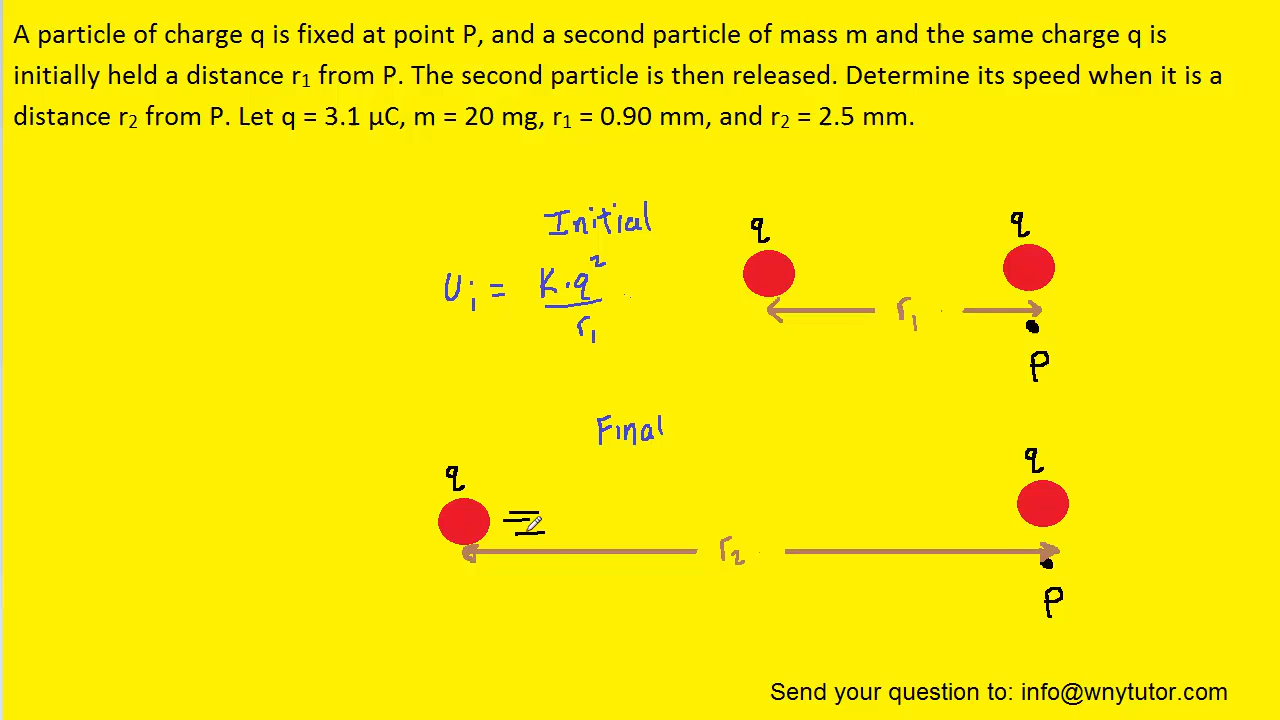 A particle of charge q is fixed at point P, and a second particle of mass m and the same charge q is
initially held a distance r₁ from P. The second particle is then released. Determine its speed when it is a
distance r₂ from P. Let q = 3.1 µC, m = 20 mg, r₁ = 0.90 mm, and r₂ = 2.5 mm.
Initial
q q
Uᵢ = K·q²
r₁
r₁
P
Final
q
q
r₂
P
Send your question to: info@wnytutor.com